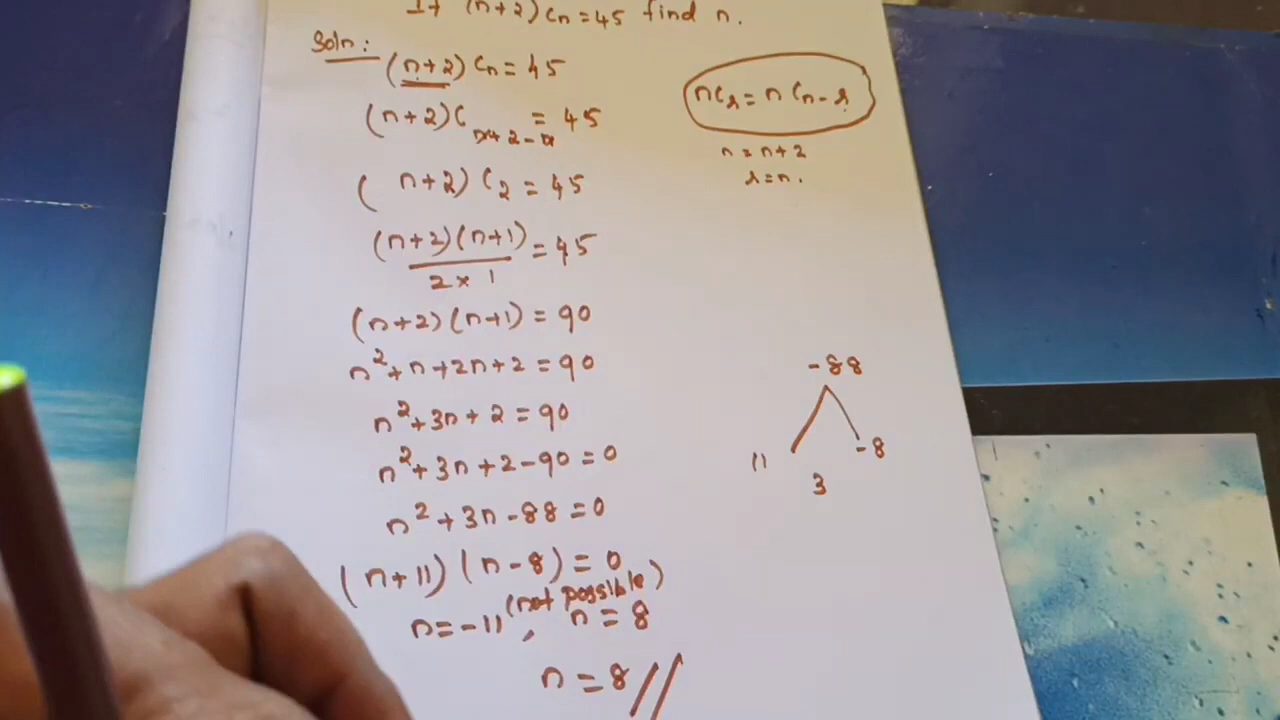 If (n+2)Cn = 45 find n.
Soln:
(n+2)Cn = 45
(n+2)C n+2-n = 45
(n+2)C2 = 45
(n+2)(n+1)
2×1 = 45
(n+2)(n+1) = 90
n²+n+2n+2 = 90
n²+3n+2 = 90
n²+3n+2-90 = 0
n²+3n-88 = 0
(n+11)(n-8) = 0
(not possible)
n = -11, n = 8
n = 8//
nCr = nCn-r
n = n+2
r = n.
-88
11 -8
3